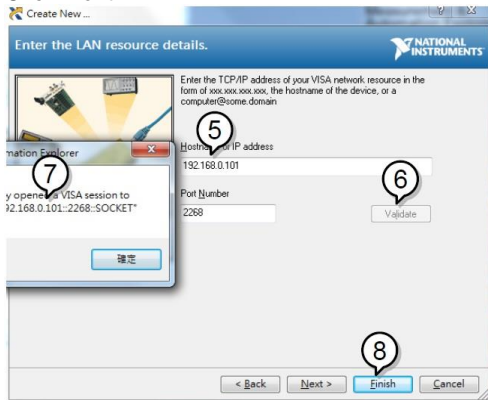 Create New ...
Enter the LAN resource details.
NATIONAL
INSTRUMENTS
Enter the TCP/IP address of your VISA network resource in the
form of xxx.xxx.xxx.xxx, the hostname of the device, or a
computer@some.domain
5
Hostname or IP address
192.168.0.101
6
Port Number
2268
Validate
mation Explorer
7
y opened a VISA session to
92.168.0.101::2268::SOCKET"
確定
8
< Back
Next >
Finish
Cancel